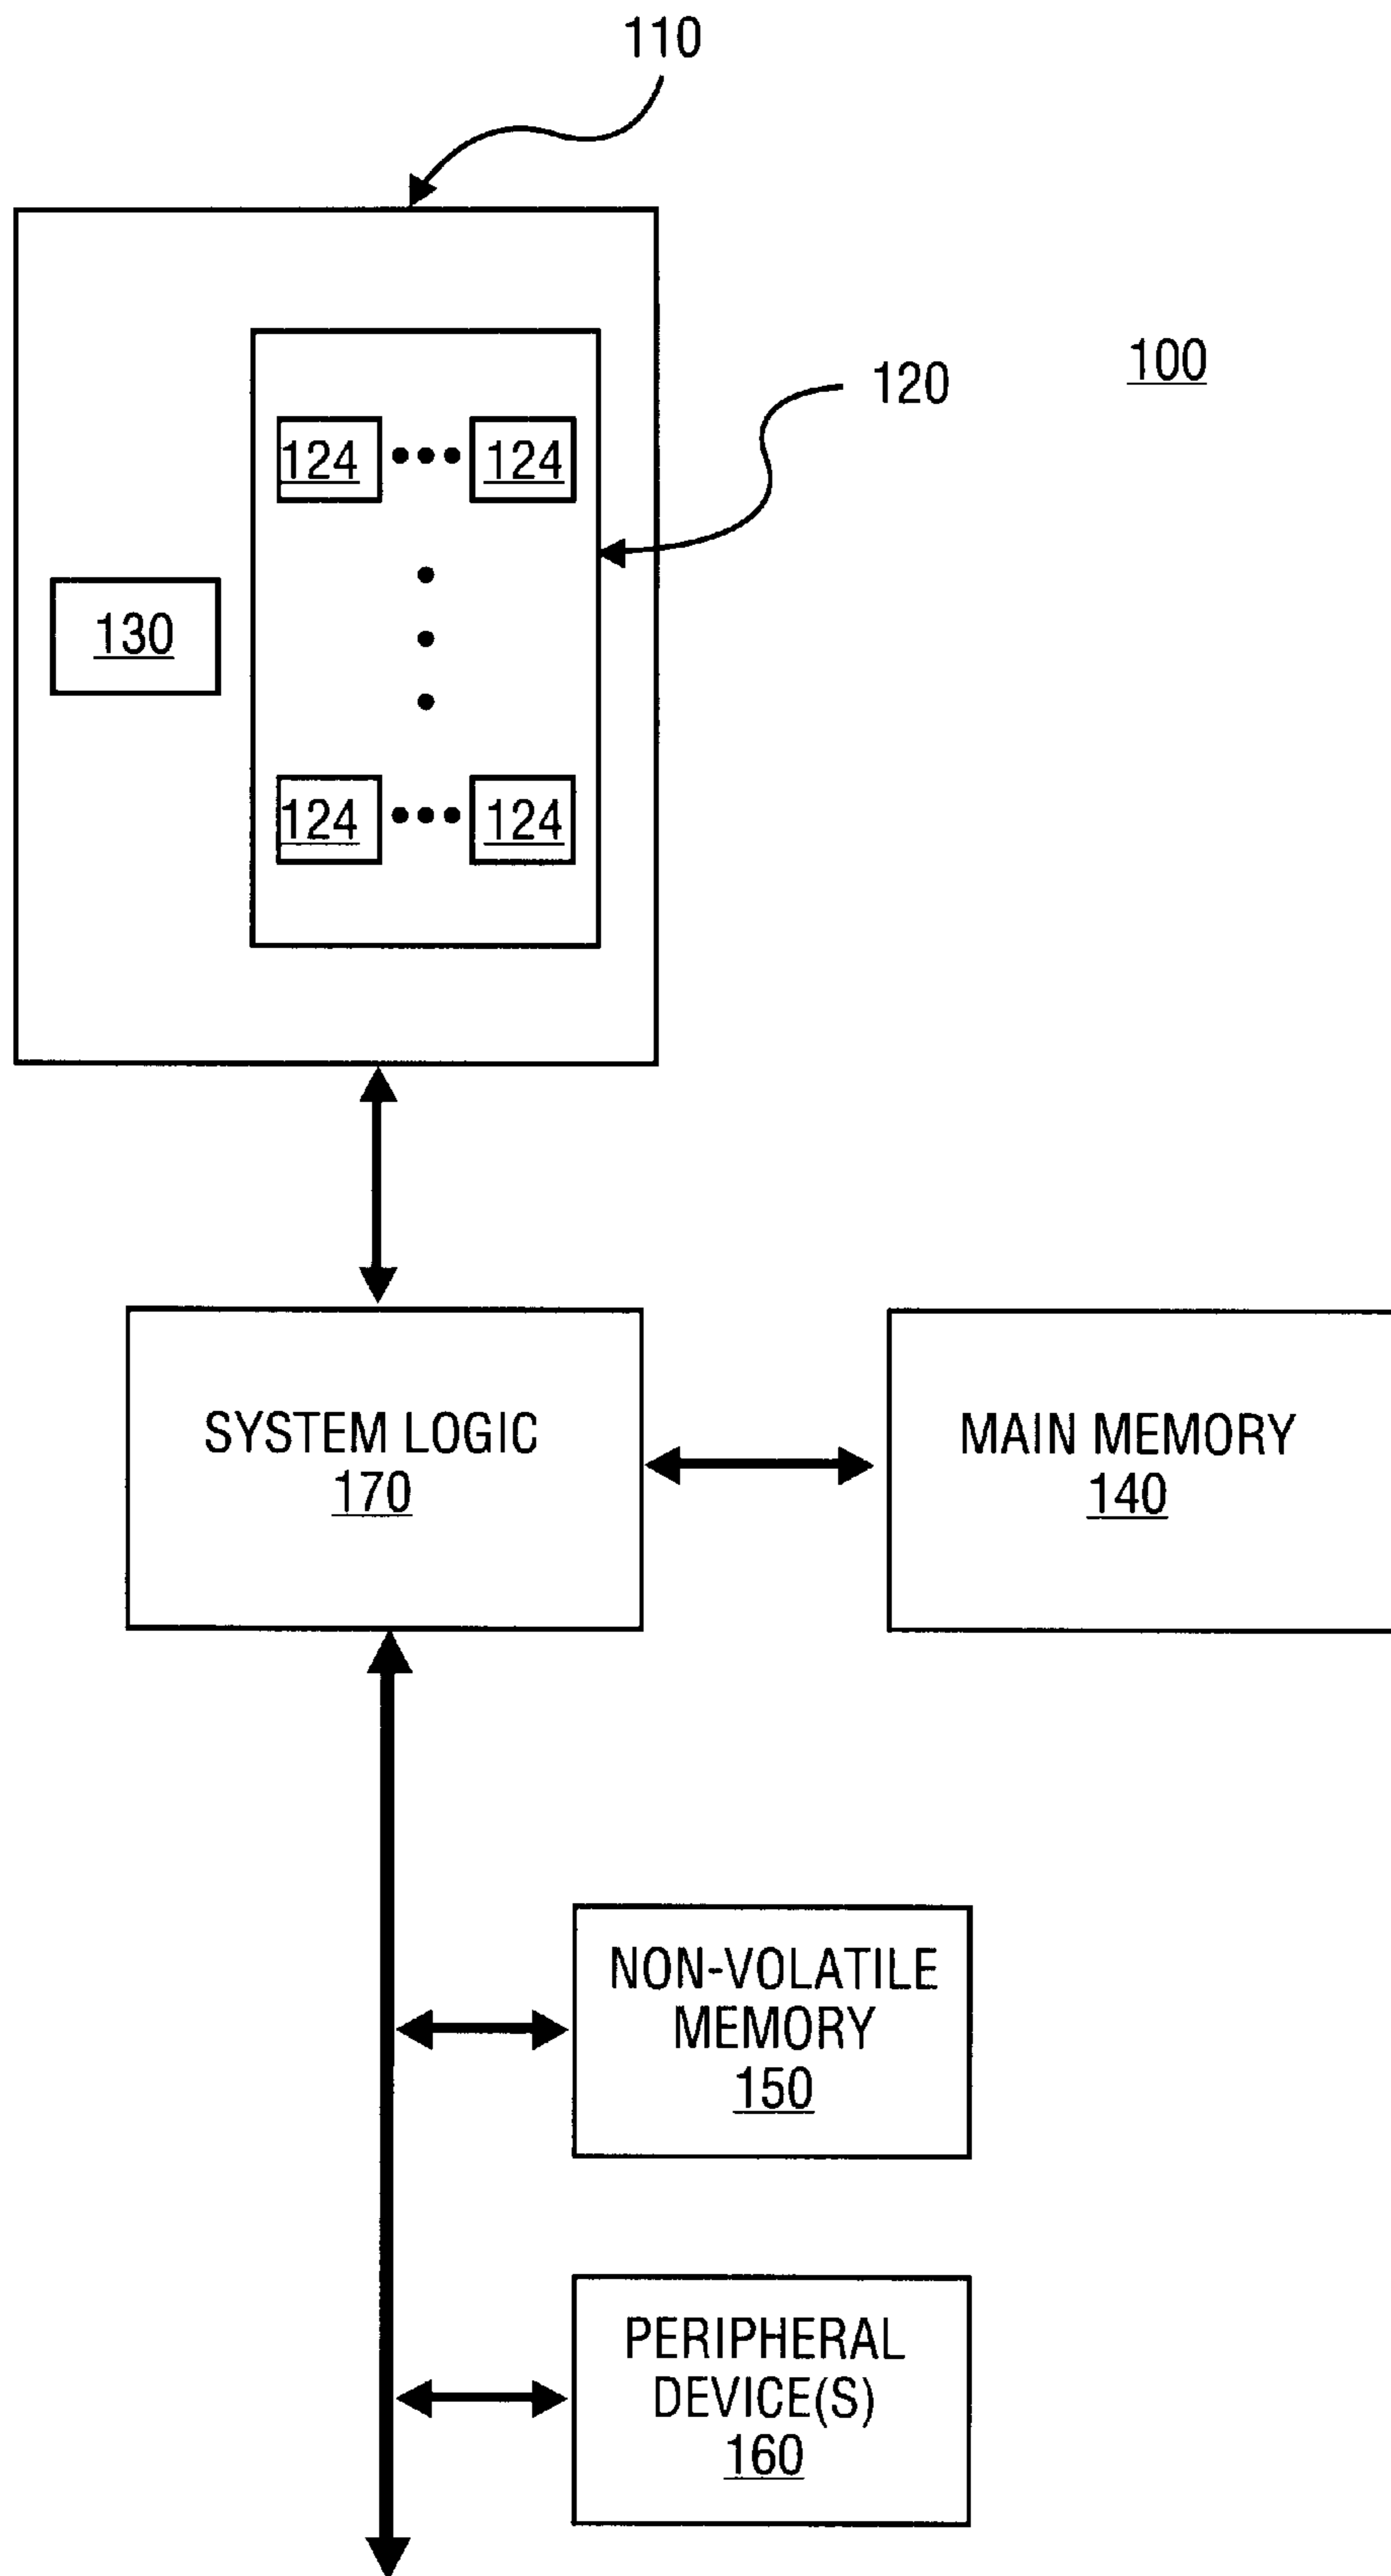 110
100
120
124 124
130
124 124
SYSTEM LOGIC
170
MAIN MEMORY
140
NON-VOLATILE
MEMORY
150
PERIPHERAL
DEVICE(S)
160